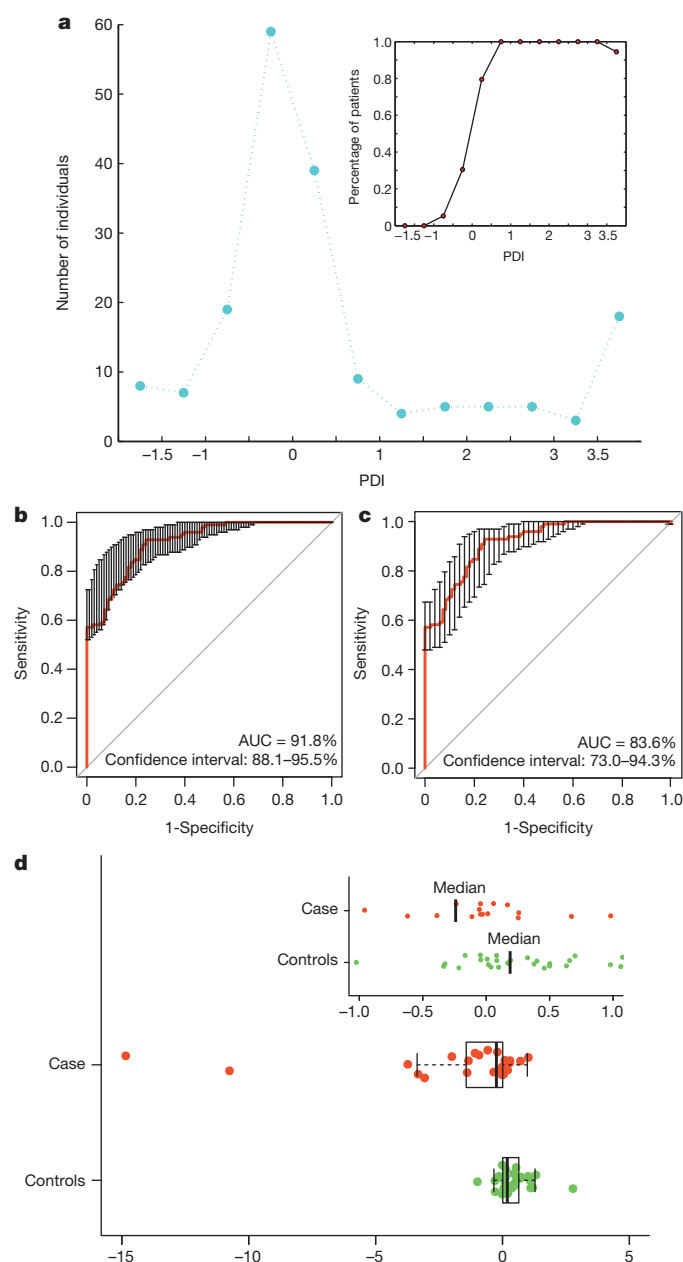 a
60
50
40
30
20
10
0
Number of individuals
−1.5 −1 0 1 2 3 3.5
PDI
1.0
0.8
0.6
0.4
0.2
0
Percentage of patients
−1.5 −1 0 1 2 3 3.5
PDI
b
1.0
0.8
0.6
0.4
0.2
0.0
Sensitivity
AUC = 91.8%
Confidence interval: 88.1–95.5%
0 0.2 0.4 0.6 0.8 1.0
1-Specificity
c
1.0
0.8
0.6
0.4
0.2
0.0
Sensitivity
AUC = 83.6%
Confidence interval: 73.0–94.3%
0 0.2 0.4 0.6 0.8 1.0
1-Specificity
d
Median
Case
Median
Controls
−1.0 −0.5 0.0 0.5 1.0
Case
Controls
−15 −10 −5 0 5